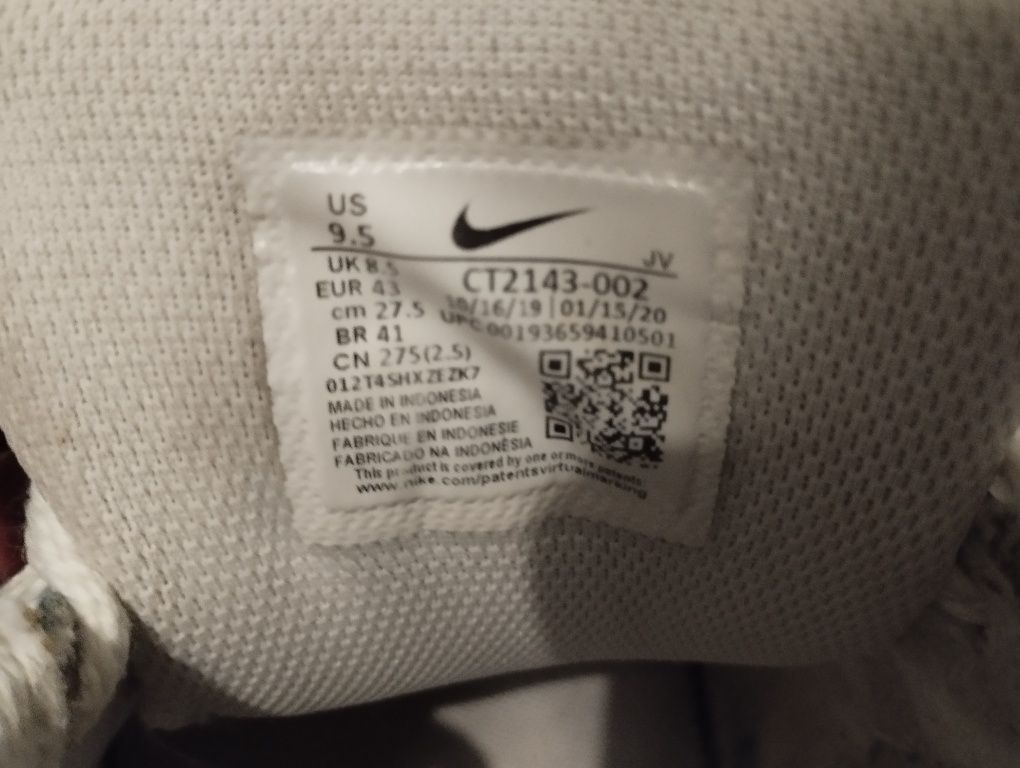 US
9.5
JV
UK 8.5
EUR 43
cm 27.5
BR 41
CN 275(2.5)
012T4SHXZEZK7
CT2143-002
10/16/19 | 01/15/20
UPC 00193659410501
MADE IN INDONESIA
HECHO EN INDONESIA
FABRIQUE EN INDONESIE
FABRICADO NA INDONÉSIA
This product is covered by one or more patents
www.nike.com/patentsvirtualmarking